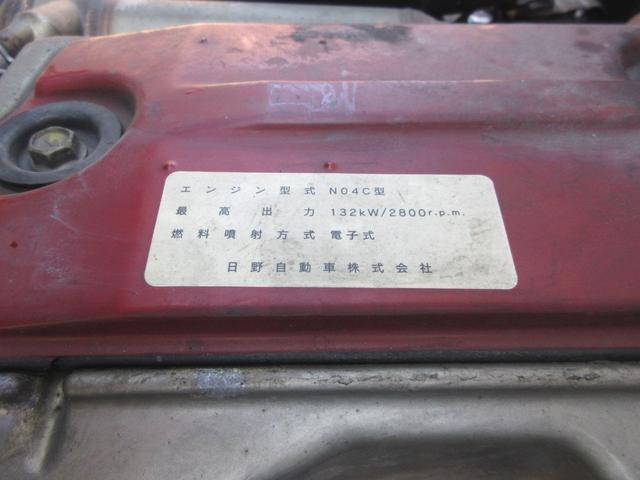 エンジン型式 N04C型
最高出力 132kW/2800r.p.m.
燃料噴射方式 電子式
日野自動車株式会社